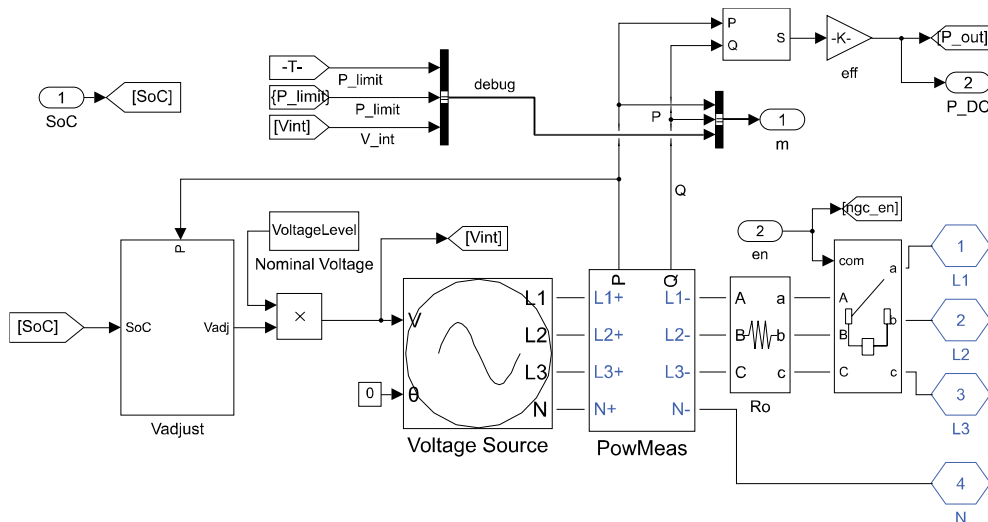 P
Q
S
-K-
eff
[P_out]
2
P_DC
-T-
P_limit
{P_limit}
P_limit
[Vint]
V_int
debug
1
SoC
[SoC]
P
1
m
Q
P
VoltageLevel
Nominal Voltage
[Vint]
[SoC]
SoC
Vadj
Vadjust
×
0
V
θ
L1
L2
L3
N
Voltage Source
P
Q
L1+
L2+
L3+
N+
L1-
L2-
L3-
N-
PowMeas
A
B
C
a
b
c
Ro
2
en
[ngc_en]
com
A
B
C
a
b
c
1
L1
2
L2
3
L3
4
N